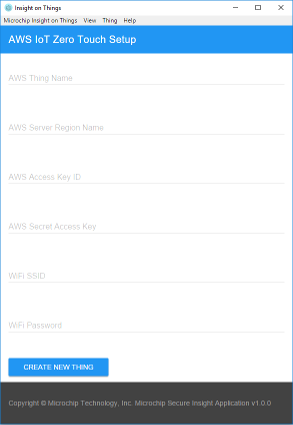 Insight on Things
Microchip Insight on Things View Thing Help
AWS IoT Zero Touch Setup
AWS Thing Name
AWS Server Region Name
AWS Access Key ID
AWS Secret Access Key
WiFi SSID
WiFi Password
CREATE NEW THING
Copyright © Microchip Technology, Inc. Microchip Secure Insight Application v1.0.0